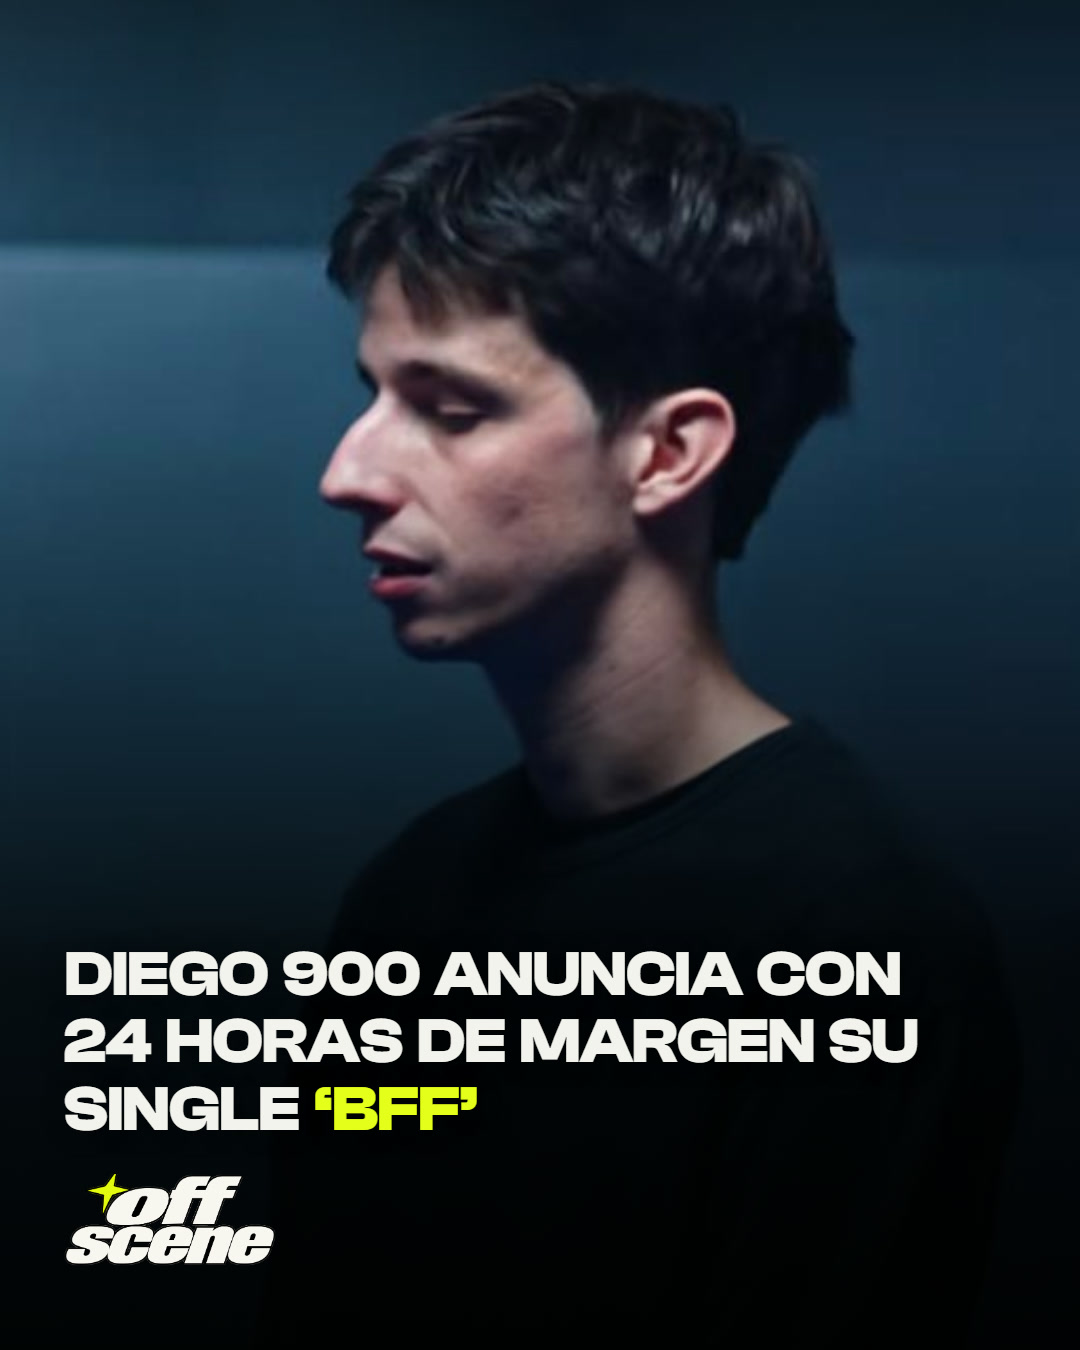 DIEGO 900 ANUNCIA CON
24 HORAS DE MARGEN SU
SINGLE ‘BFF’
off
scene